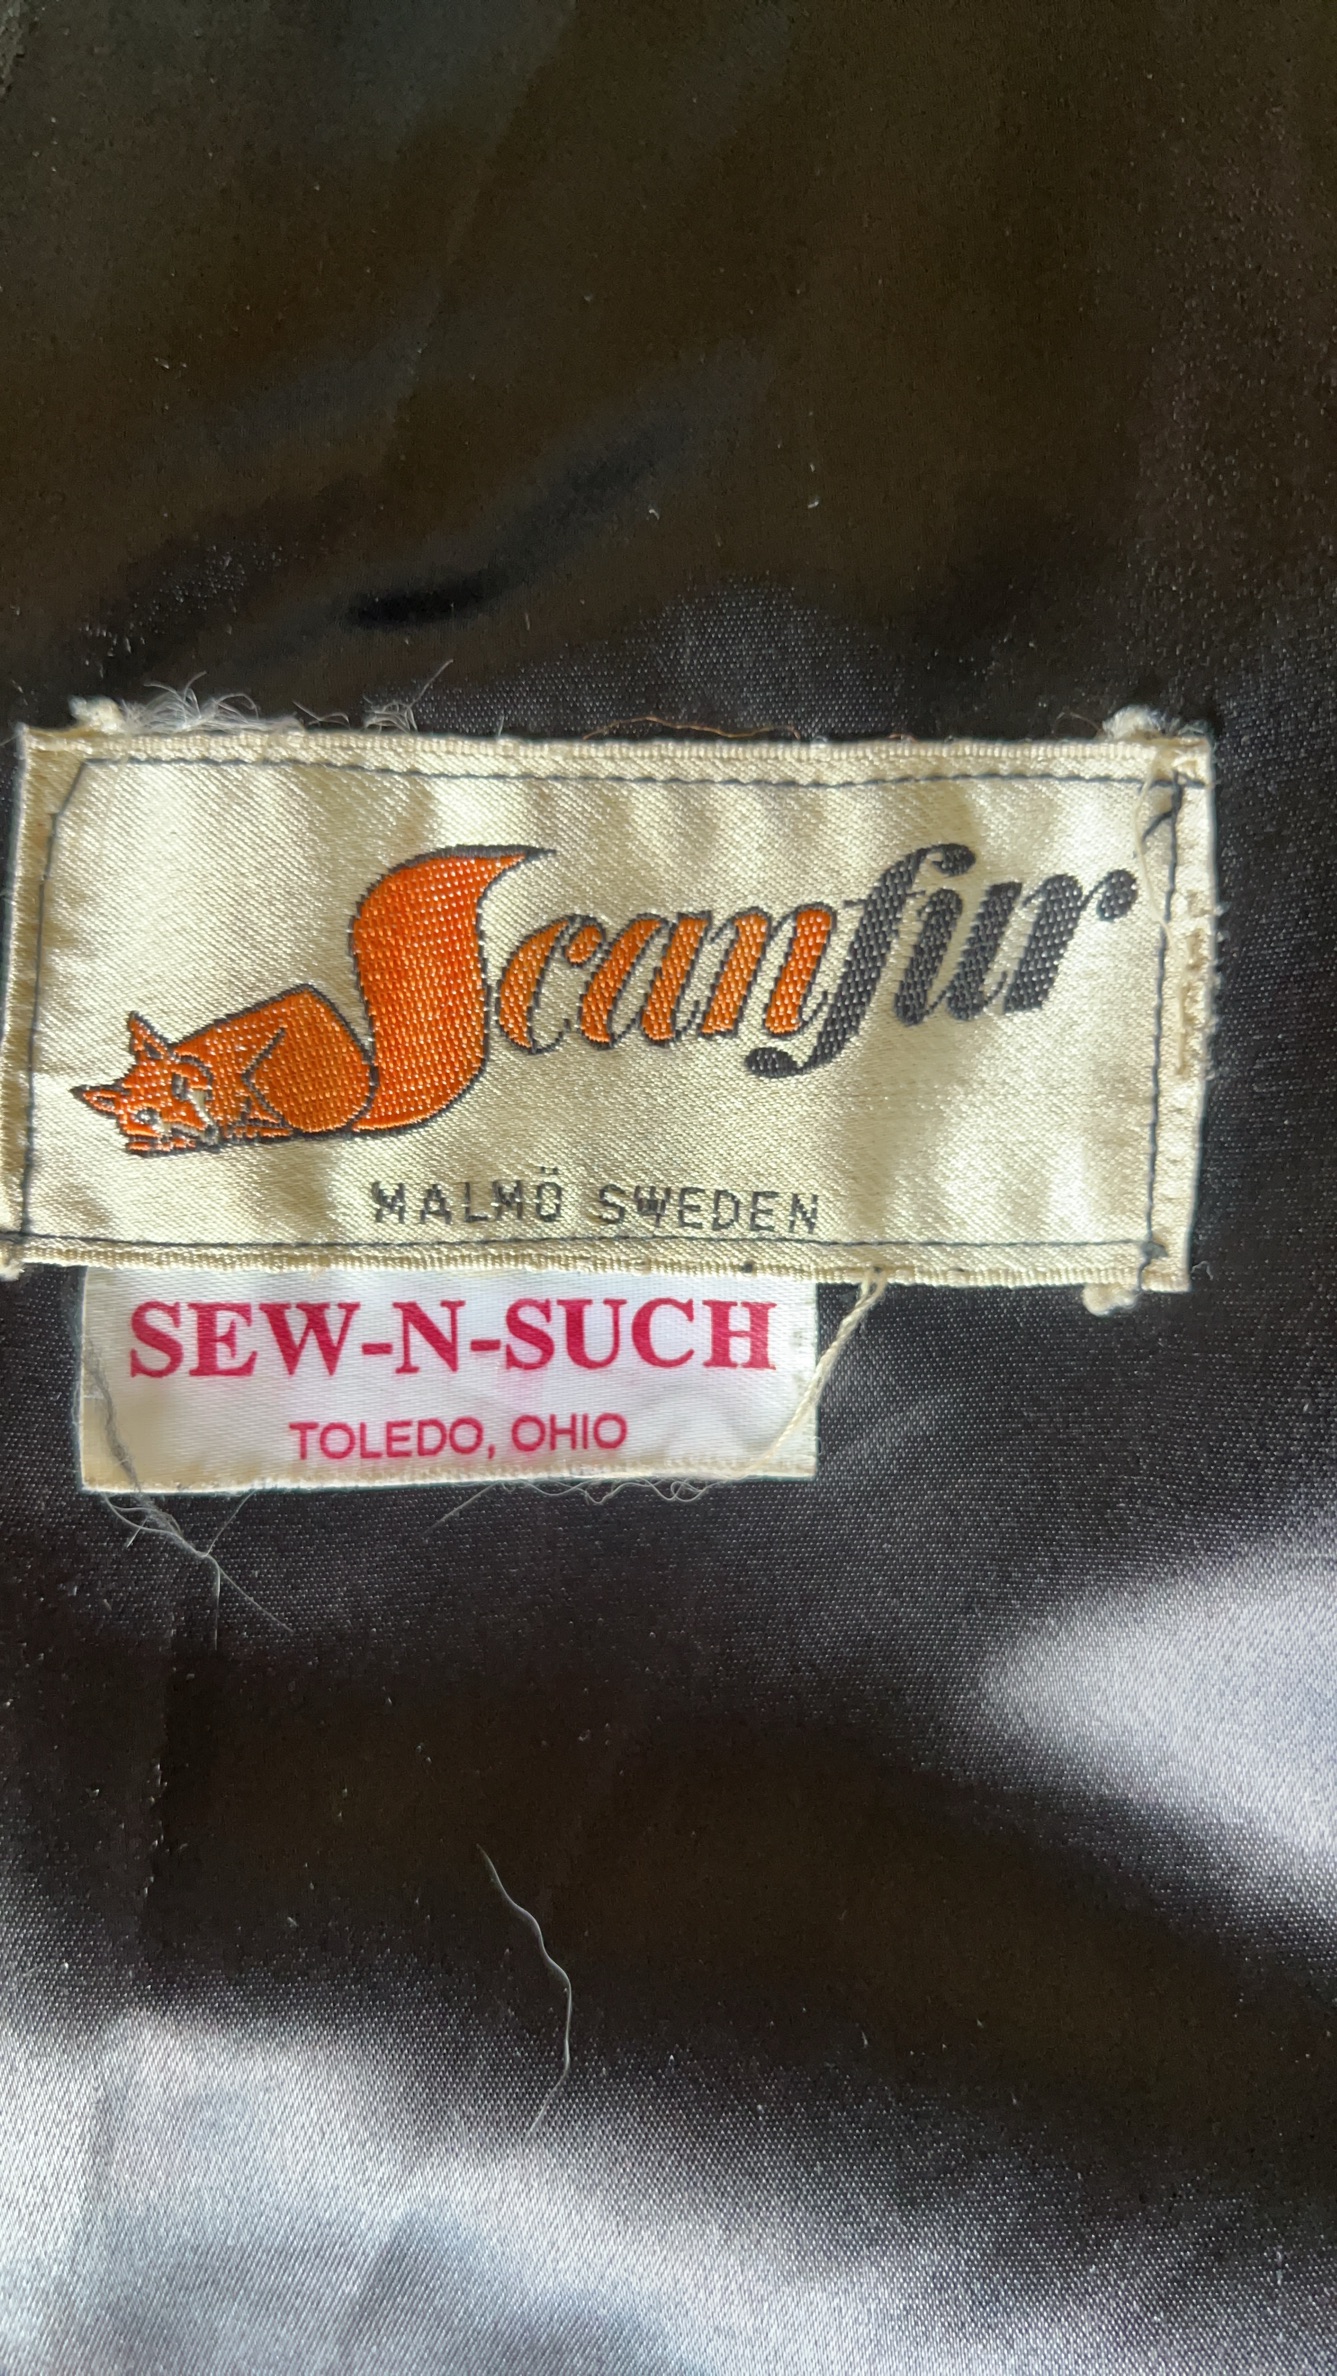 Scanfur
MALMÖ SWEDEN
SEW-N-SUCH
TOLEDO, OHIO